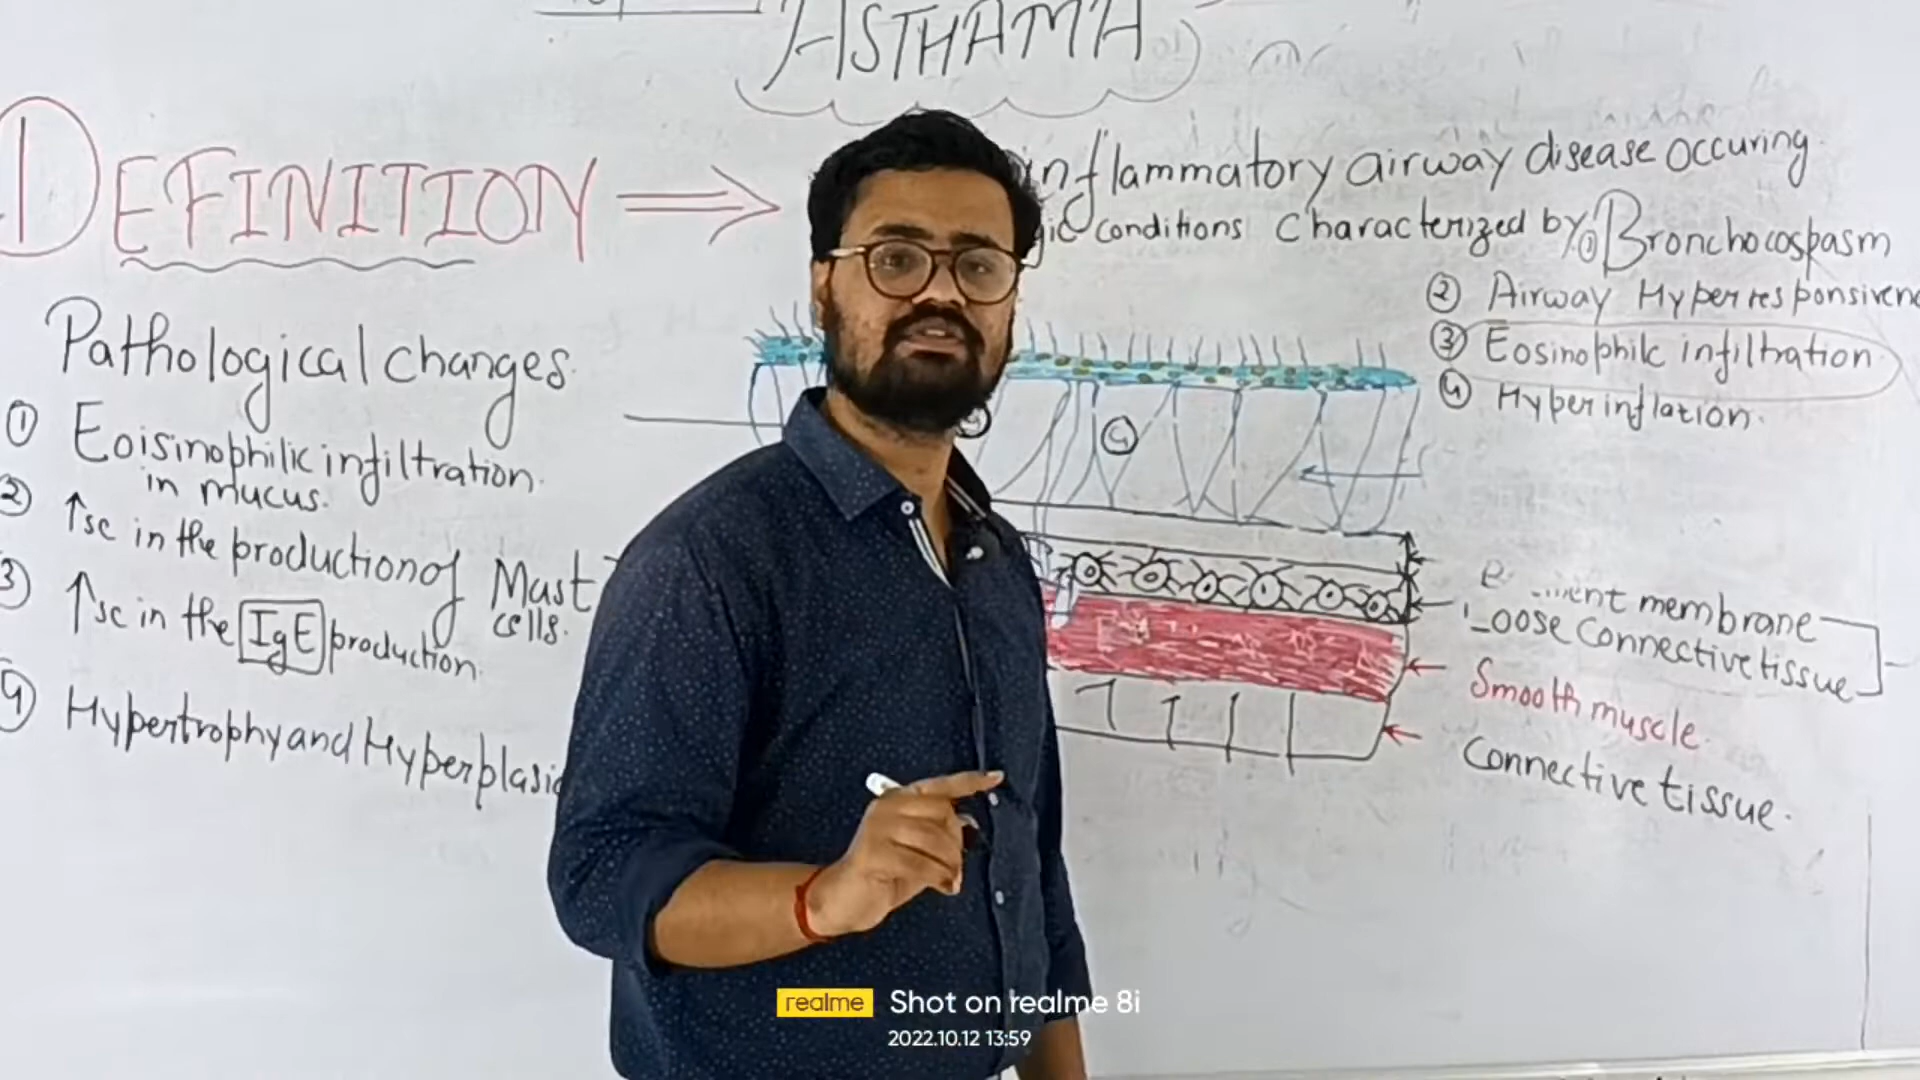 ASTHAMA
DEFINITION ⇒ inflammatory airway disease occuring
conditions Characterized by % ① Bronchocospasm
② Airway Hyperresponsiven
③ Eosinophilc infiltration
④ Hyperinflation.
Pathological changes
① Eoisinophilic infiltration
in mucus.
② ↑sc in the production of Mast
cells.
③ ↑sc in the IgE production
④ Hypertrophy and Hyperplasia
G
membrane
Loose Connective tissue
Smooth muscle.
Connective tissue.
realme Shot on realme 8i
2022.10.12 13:59